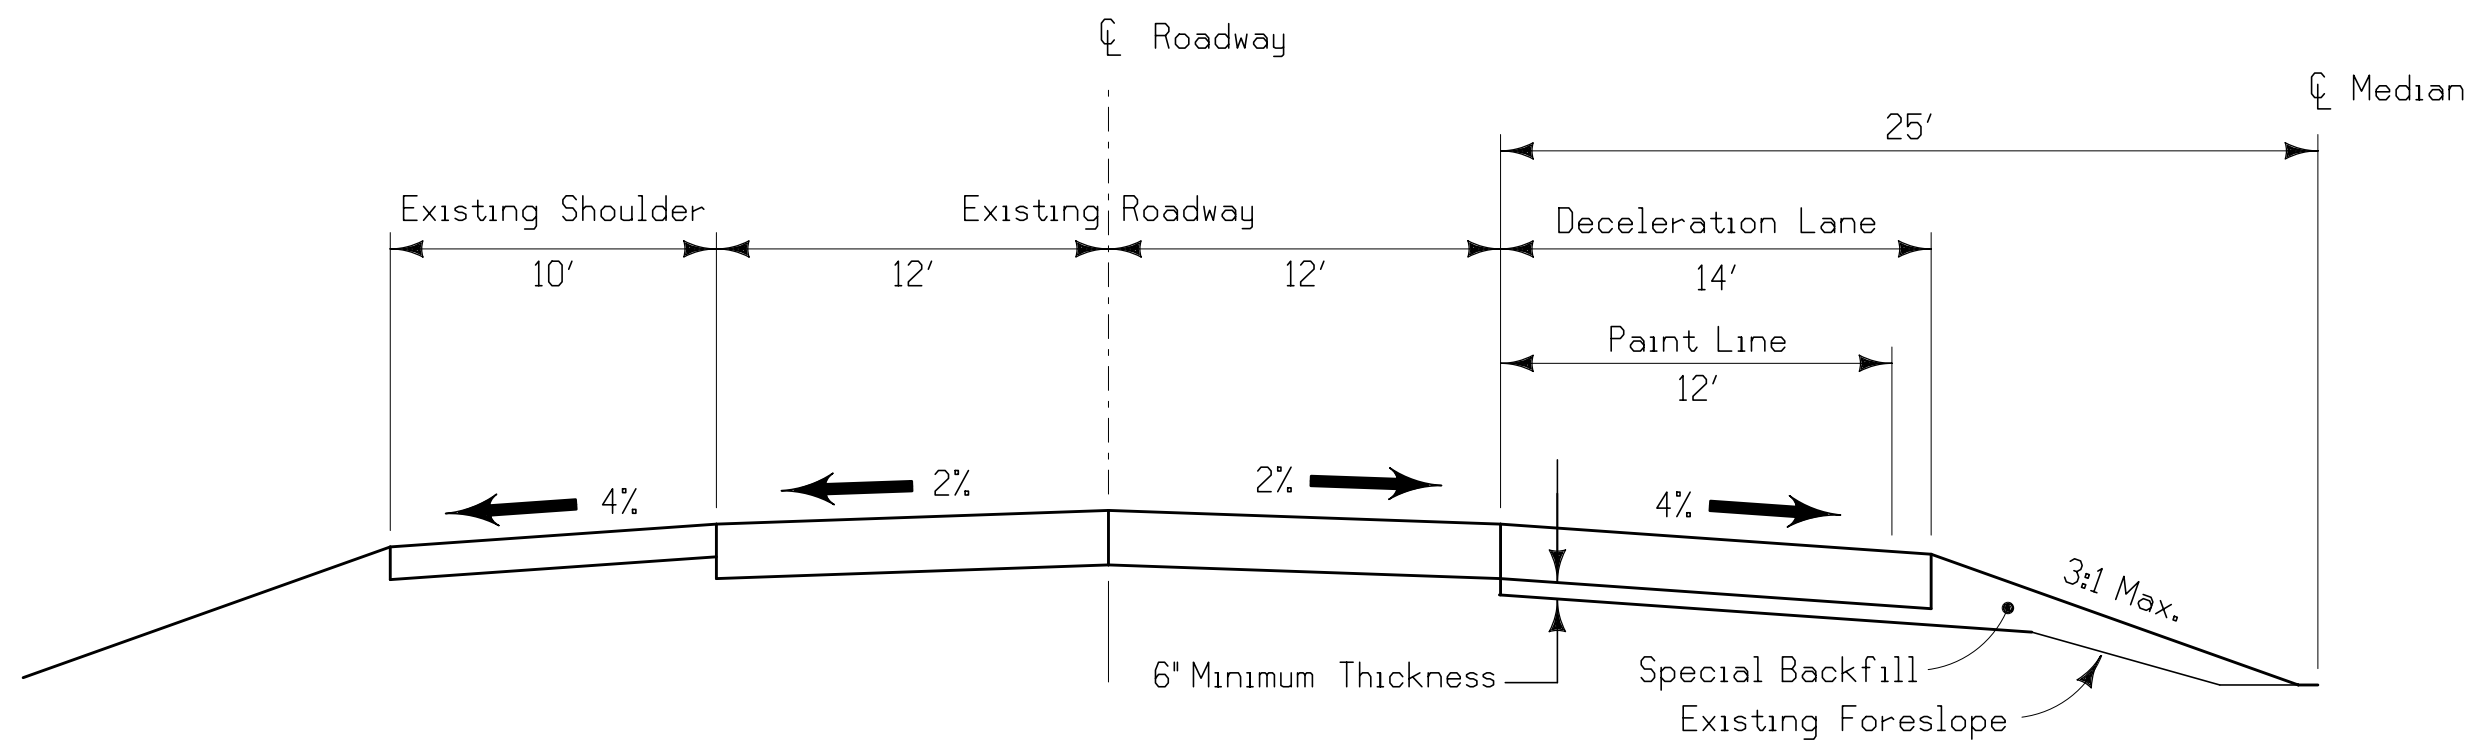 ℄ Roadway
℄ Median
25'
Existing Shoulder
Existing Roadway
Deceleration Lane
10'
12'
12'
14'
Paint Line
12'
4%
2%
2%
4%
3:1 Max.
6" Minimum Thickness
Special Backfill
Existing Foreslope